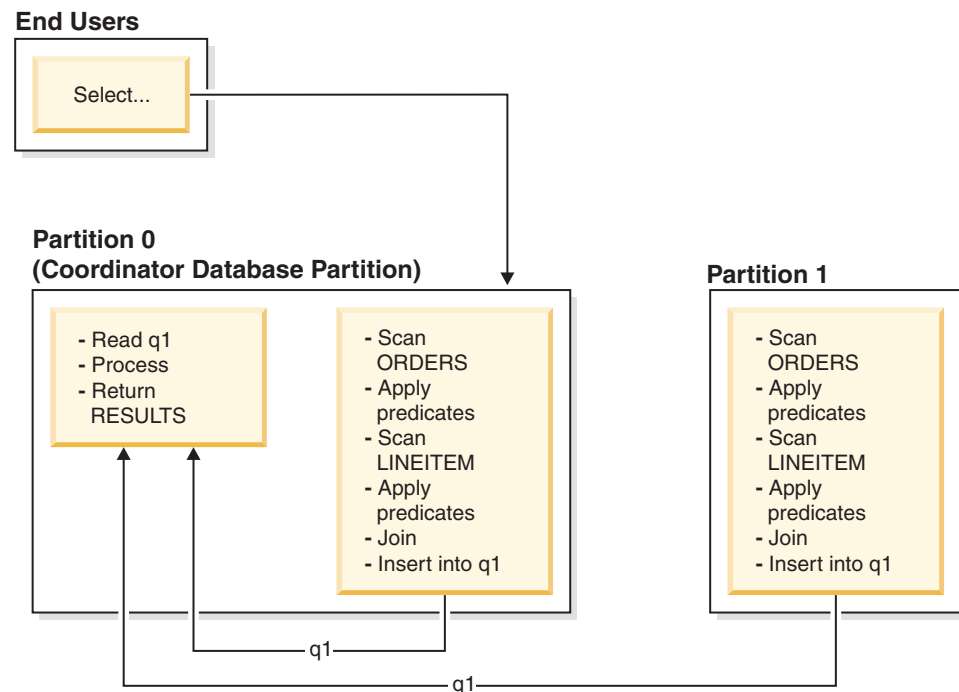 End Users
Select...
Partition 0
(Coordinator Database Partition)
- Read q1
- Process
- Return
RESULTS
- Scan
ORDERS
- Apply
predicates
- Scan
LINEITEM
- Apply
predicates
- Join
- Insert into q1
Partition 1
- Scan
ORDERS
- Apply
predicates
- Scan
LINEITEM
- Apply
predicates
- Join
- Insert into q1
q1
q1